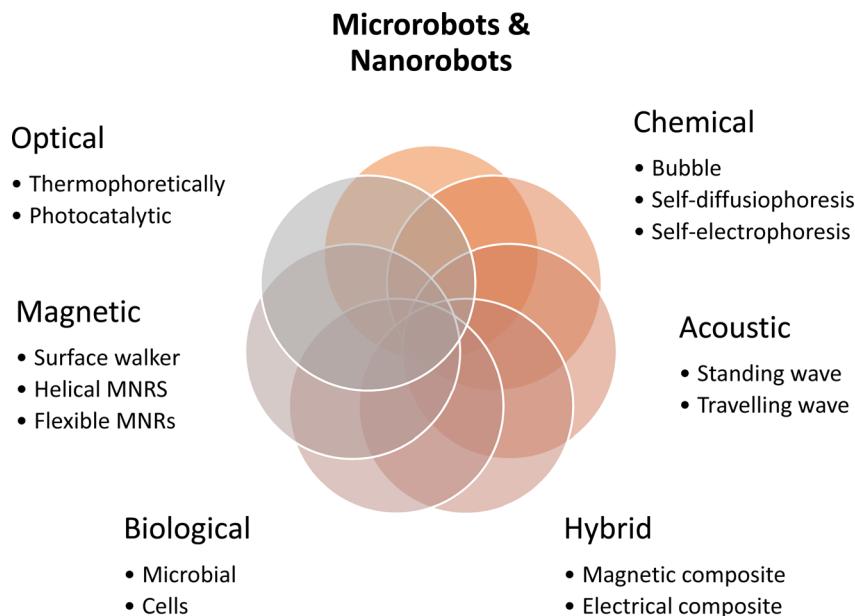 Microrobots &
Nanorobots
Optical
• Thermophoretically
• Photocatalytic
Chemical
• Bubble
• Self-diffusiophoresis
• Self-electrophoresis
Magnetic
• Surface walker
• Helical MNRS
• Flexible MNRs
Acoustic
• Standing wave
• Travelling wave
Biological
• Microbial
• Cells
Hybrid
• Magnetic composite
• Electrical composite